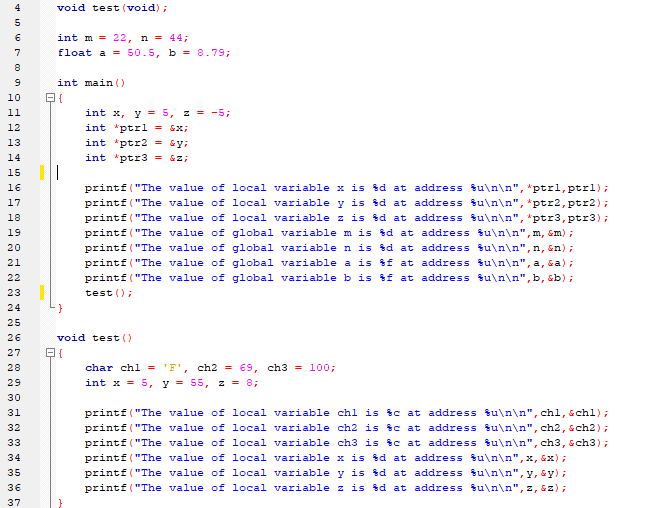 4 void test(void);
5
6 int m = 22, n = 44;
7 float a = 50.5, b = 8.79;
8
9 int main()
10 {
11 int x, y = 5, z = -5;
12 int *ptr1 = &x;
13 int *ptr2 = &y;
14 int *ptr3 = &z;
15
16 printf("The value of local variable x is %d at address %u\n\n",*ptr1,ptr1);
17 printf("The value of local variable y is %d at address %u\n\n",*ptr2,ptr2);
18 printf("The value of local variable z is %d at address %u\n\n",*ptr3,ptr3);
19 printf("The value of global variable m is %d at address %u\n\n",m,&m);
20 printf("The value of global variable n is %d at address %u\n\n",n,&n);
21 printf("The value of global variable a is %f at address %u\n\n",a,&a);
22 printf("The value of global variable b is %f at address %u\n\n",b,&b);
23 test();
24 }
25
26 void test()
27 {
28 char ch1 = 'F', ch2 = 69, ch3 = 100;
29 int x = 5, y = 55, z = 8;
30
31 printf("The value of local variable ch1 is %c at address %u\n\n",ch1,&ch1);
32 printf("The value of local variable ch2 is %c at address %u\n\n",ch2,&ch2);
33 printf("The value of local variable ch3 is %c at address %u\n\n",ch3,&ch3);
34 printf("The value of local variable x is %d at address %u\n\n",x,&x);
35 printf("The value of local variable y is %d at address %u\n\n",y,&y);
36 printf("The value of local variable z is %d at address %u\n\n",z,&z);
37 }